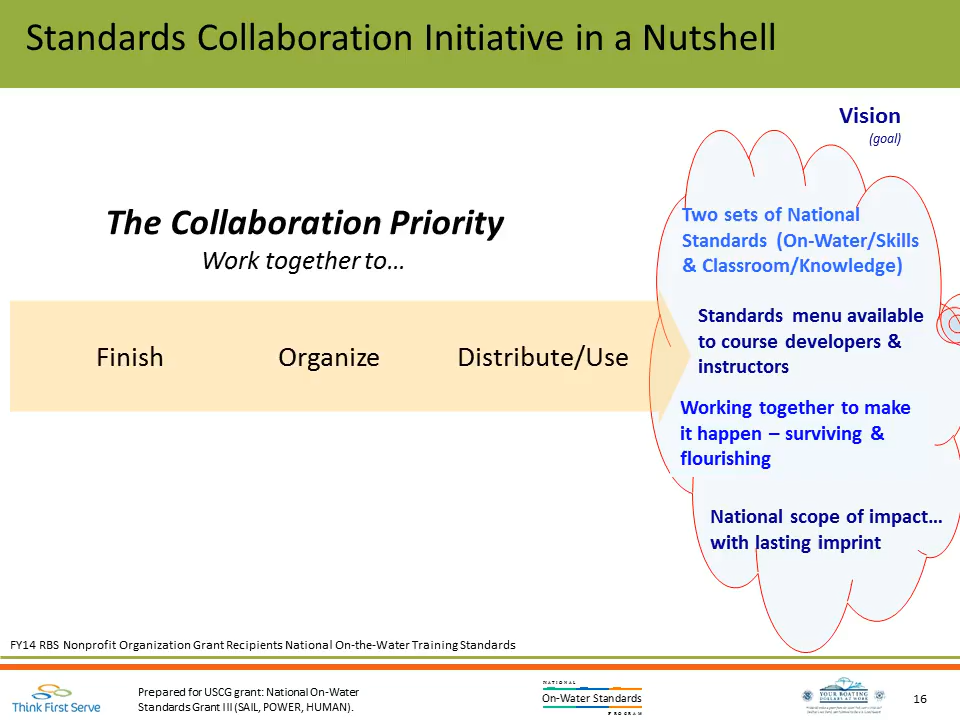 Standards Collaboration Initiative in a Nutshell
Vision
(goal)
The Collaboration Priority
Work together to…
Two sets of National
Standards (On-Water/Skills
& Classroom/Knowledge)
Standards menu available
to course developers &
instructors
Finish Organize Distribute/Use
Working together to make
it happen – surviving &
flourishing
National scope of impact…
with lasting imprint
FY14 RBS Nonprofit Organization Grant Recipients National On-the-Water Training Standards
Think First Serve
Prepared for USCG grant: National On-Water
Standards Grant III (SAIL, POWER, HUMAN).
NATIONAL
On-Water Standards
PROGRAM
YOUR BOATING
DOLLARS AT WORK
16